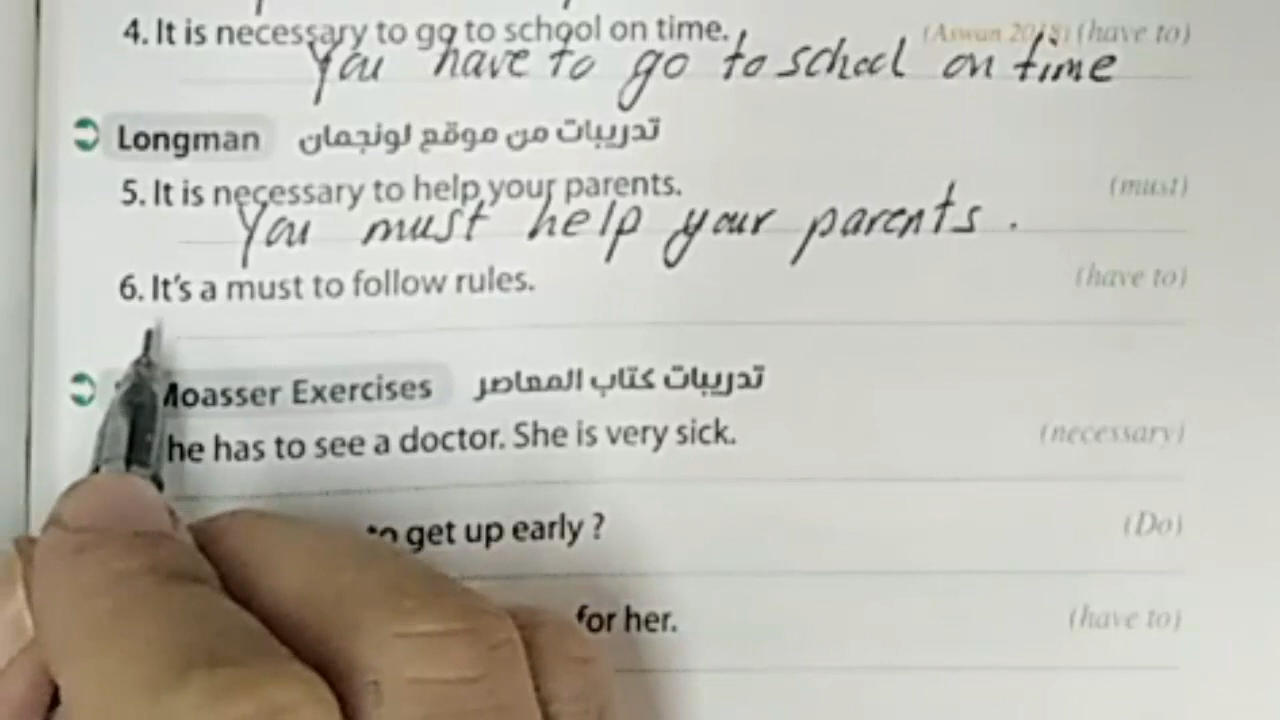 4. It is necessary to go to school on time. (Aswan 2018) (have to)
You have to go to school on time
Longman تدريبات من موقع لونجمان
5. It is necessary to help your parents. (must)
You must help your parents.
6. It's a must to follow rules. (have to)
Moasser Exercises تدريبات كتاب المعاصر
he has to see a doctor. She is very sick. (necessary)
to get up early ? (Do)
for her. (have to)